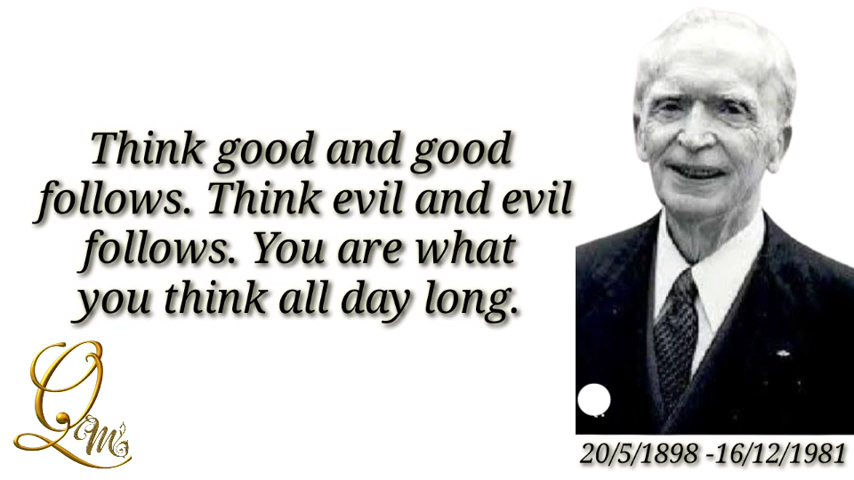 Think good and good
follows. Think evil and evil
follows. You are what
you think all day long.
QM's
20/5/1898 -16/12/1981